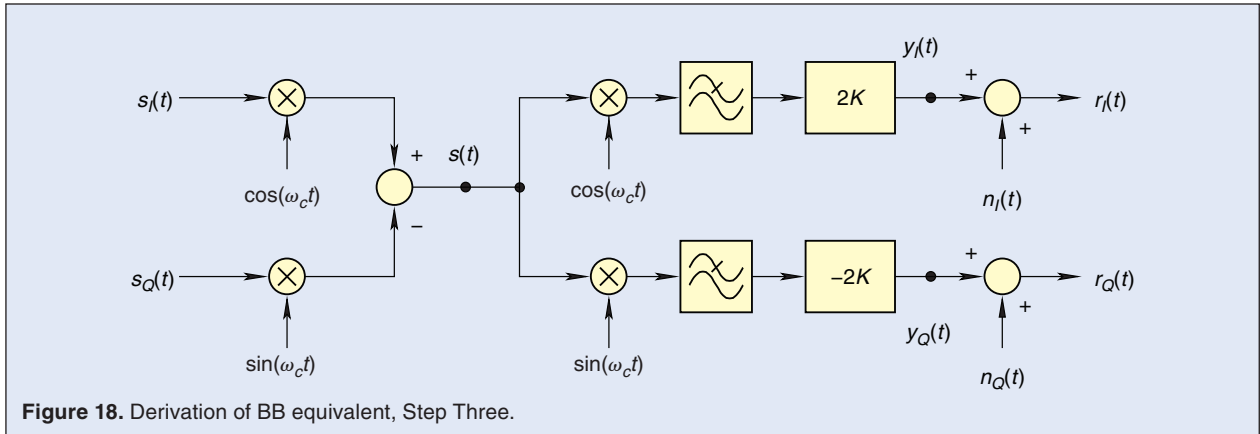 y_I(t)
s_I(t)
+
2K
+
r_I(t)
+
s(t)
cos(ω_c t)
cos(ω_c t)
n_I(t)
−
s_Q(t)
−2K
+
r_Q(t)
+
y_Q(t)
sin(ω_c t)
sin(ω_c t)
n_Q(t)
Figure 18. Derivation of BB equivalent, Step Three.